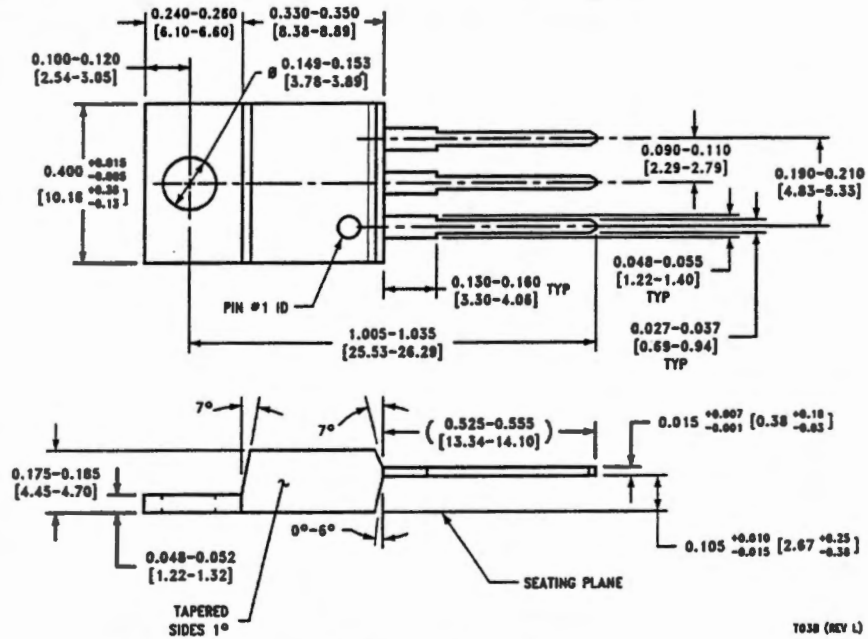 0.240-0.260
[6.10-6.60]
0.330-0.350
[8.38-8.89]
0.100-0.120
[2.54-3.05]
Ø 0.149-0.153
[3.78-3.89]
0.400 +0.015 -0.005
[10.16 +0.38 -0.13]
0.090-0.110
[2.29-2.79]
0.190-0.210
[4.83-5.33]
PIN #1 ID
0.130-0.160 TYP
[3.30-4.06]
0.048-0.055
[1.22-1.40]
TYP
0.027-0.037
[0.69-0.94]
TYP
1.005-1.035
[25.53-26.29]
7°
7°
(0.525-0.555
[13.34-14.10])
0.015 +0.007 -0.001 [0.38 +0.18 -0.03]
0.175-0.185
[4.45-4.70]
0.048-0.052
[1.22-1.32]
0°-6°
0.105 +0.010 -0.015 [2.67 +0.25 -0.38]
SEATING PLANE
TAPERED
SIDES 1°
T03B (REV L)